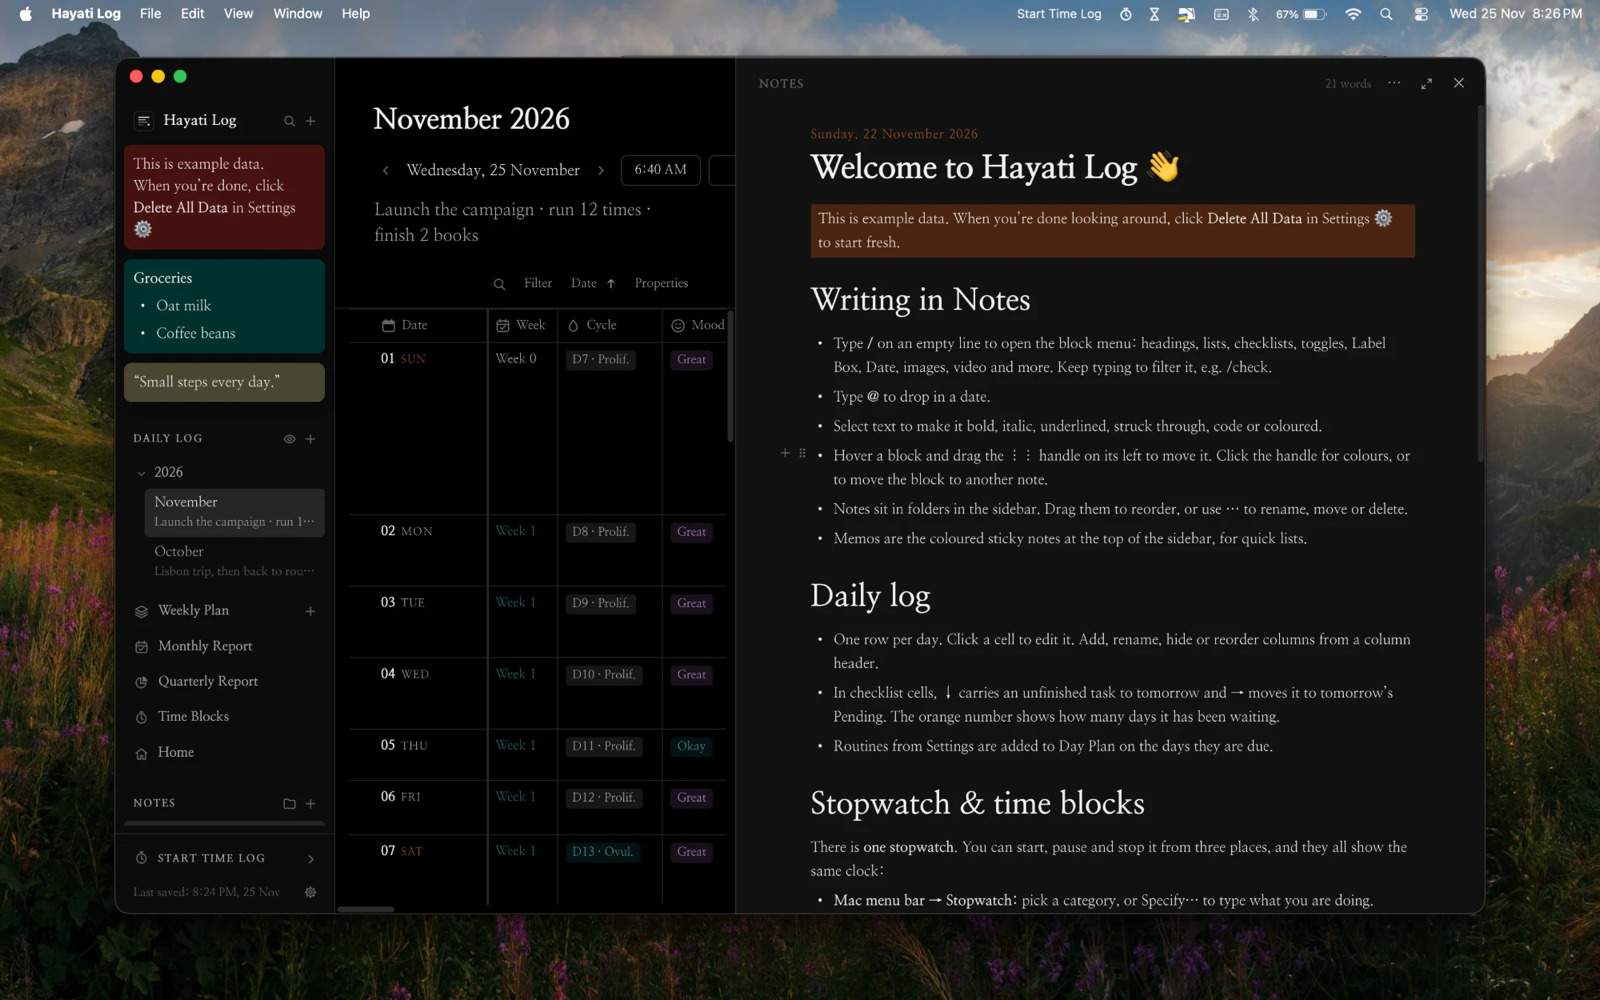 Hayati Log File Edit View Window Help
Start Time Log 67% Wed 25 Nov 8:26 PM
Hayati Log
This is example data.
When you're done, click
Delete All Data in Settings
⚙️
Groceries
• Oat milk
• Coffee beans
“Small steps every day.”
DAILY LOG
2026
November
Launch the campaign · run 1···
October
Lisbon trip, then back to rou···
Weekly Plan
Monthly Report
Quarterly Report
Time Blocks
Home
NOTES
START TIME LOG
Last saved: 8:24 PM, 25 Nov
November 2026
Wednesday, 25 November 6:40 AM
Launch the campaign · run 12 times ·
finish 2 books
Filter Date ↑ Properties
Date Week Cycle Mood
01 SUN Week 0 D7 · Prolif. Great
02 MON Week 1 D8 · Prolif. Great
03 TUE Week 1 D9 · Prolif. Great
04 WED Week 1 D10 · Prolif. Great
05 THU Week 1 D11 · Prolif. Okay
06 FRI Week 1 D12 · Prolif. Great
07 SAT Week 1 D13 · Ovul. Great
NOTES 21 words ···
Sunday, 22 November 2026
Welcome to Hayati Log 👋
This is example data. When you're done looking around, click Delete All Data in Settings ⚙️
to start fresh.
Writing in Notes
• Type / on an empty line to open the block menu: headings, lists, checklists, toggles, Label
Box, Date, images, video and more. Keep typing to filter it, e.g. /check.
• Type @ to drop in a date.
• Select text to make it bold, italic, underlined, struck through, code or coloured.
• Hover a block and drag the ⋮⋮ handle on its left to move it. Click the handle for colours, or
to move the block to another note.
• Notes sit in folders in the sidebar. Drag them to reorder, or use ··· to rename, move or delete.
• Memos are the coloured sticky notes at the top of the sidebar, for quick lists.
Daily log
• One row per day. Click a cell to edit it. Add, rename, hide or reorder columns from a column
header.
• In checklist cells, ↓ carries an unfinished task to tomorrow and → moves it to tomorrow's
Pending. The orange number shows how many days it has been waiting.
• Routines from Settings are added to Day Plan on the days they are due.
Stopwatch & time blocks
There is one stopwatch. You can start, pause and stop it from three places, and they all show the
same clock:
• Mac menu bar → Stopwatch: pick a category, or Specify··· to type what you are doing.